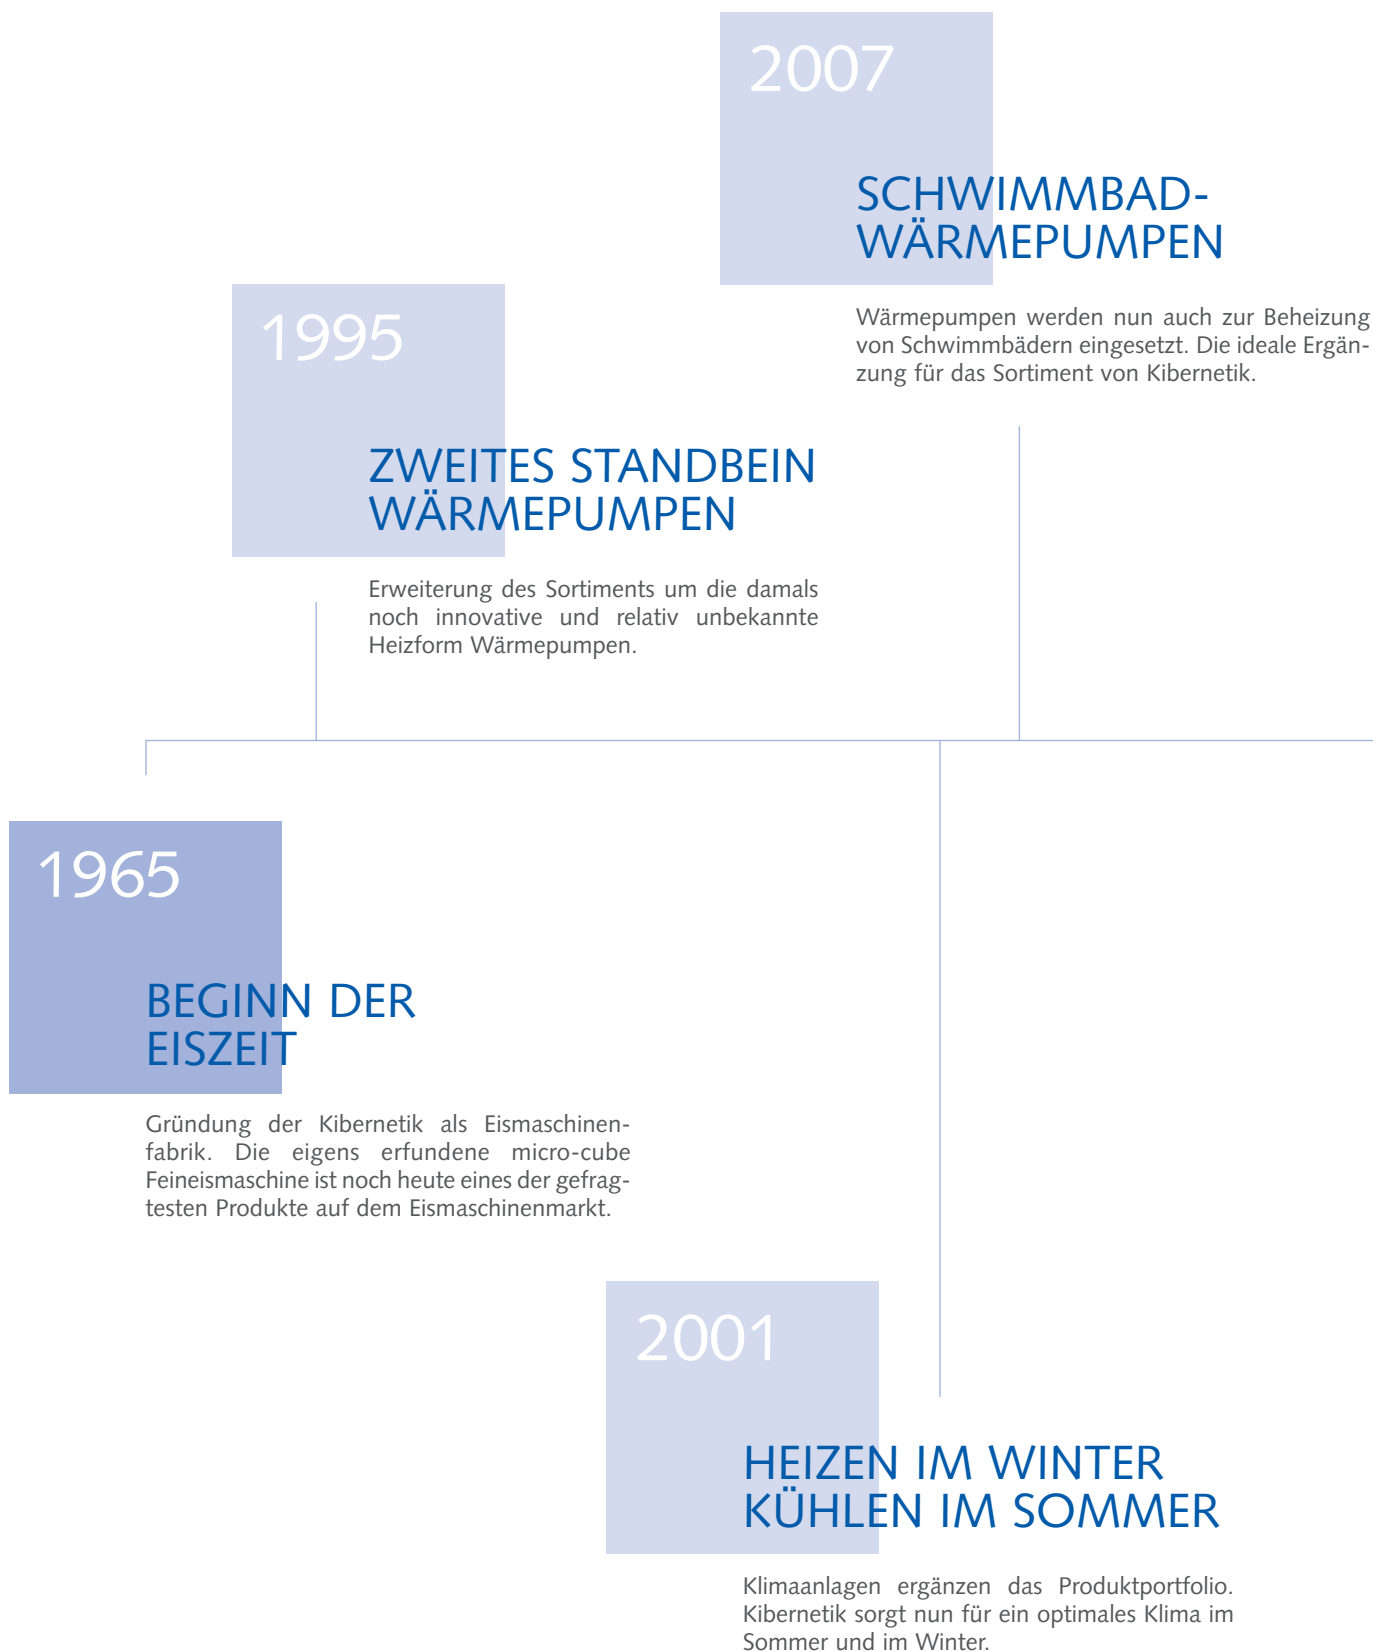 2007
SCHWIMMBAD-
WÄRMEPUMPEN
Wärmepumpen werden nun auch zur Beheizung
von Schwimmbädern eingesetzt. Die ideale Ergän-
zung für das Sortiment von Kibernetik.
1995
ZWEITES STANDBEIN
WÄRMEPUMPEN
Erweiterung des Sortiments um die damals
noch innovative und relativ unbekannte
Heizform Wärmepumpen.
1965
BEGINN DER
EISZEIT
Gründung der Kibernetik als Eismaschinen-
fabrik. Die eigens erfundene micro-cube
Feineismaschine ist noch heute eines der gefrag-
testen Produkte auf dem Eismaschinenmarkt.
2001
HEIZEN IM WINTER
KÜHLEN IM SOMMER
Klimaanlagen ergänzen das Produktportfolio.
Kibernetik sorgt nun für ein optimales Klima im
Sommer und im Winter.